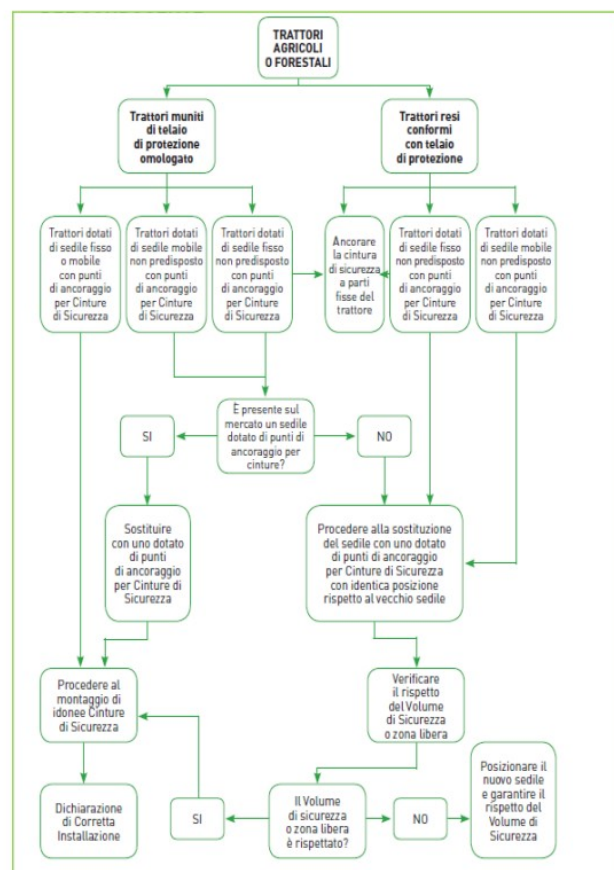 TRATTORI
AGRICOLI
O FORESTALI
Trattori muniti
di telaio
di protezione
omologato
Trattori resi
conformi
con telaio
di protezione
Trattori dotati
di sedile fisso
o mobile
con punti
di ancoraggio
per Cinture
di Sicurezza
Trattori dotati
di sedile mobile
non predisposto
con punti
di ancoraggio
per Cinture
di Sicurezza
Trattori dotati
di sedile fisso
non predisposto
con punti
di ancoraggio
per Cinture
di Sicurezza
Ancorare
la cintura
di sicurezza
a parti
fisse del
trattore
Trattori dotati
di sedile fisso
non predisposto
con punti
di ancoraggio
per Cinture
di Sicurezza
Trattori dotati
di sedile mobile
non predisposto
con punti
di ancoraggio
per Cinture
di Sicurezza
SI
È presente sul
mercato un sedile
dotato di punti di
ancoraggio per
cinture?
NO
Sostituire
con uno dotato
di punti
di ancoraggio
per Cinture di
Sicurezza
Procedere alla sostituzione
del sedile con uno dotato
di punti di ancoraggio
per Cinture di Sicurezza
con identica posizione
rispetto al vecchio sedile
Procedere al
montaggio di
idonee Cinture
di Sicurezza
Verificare
il rispetto
del Volume
di Sicurezza
o zona libera
Dichiarazione
di Corretta
Installazione
SI
Il Volume
di sicurezza
o zona libera
è rispettato?
NO
Posizionare il
nuovo sedile
e garantire il
rispetto del
Volume di
Sicurezza